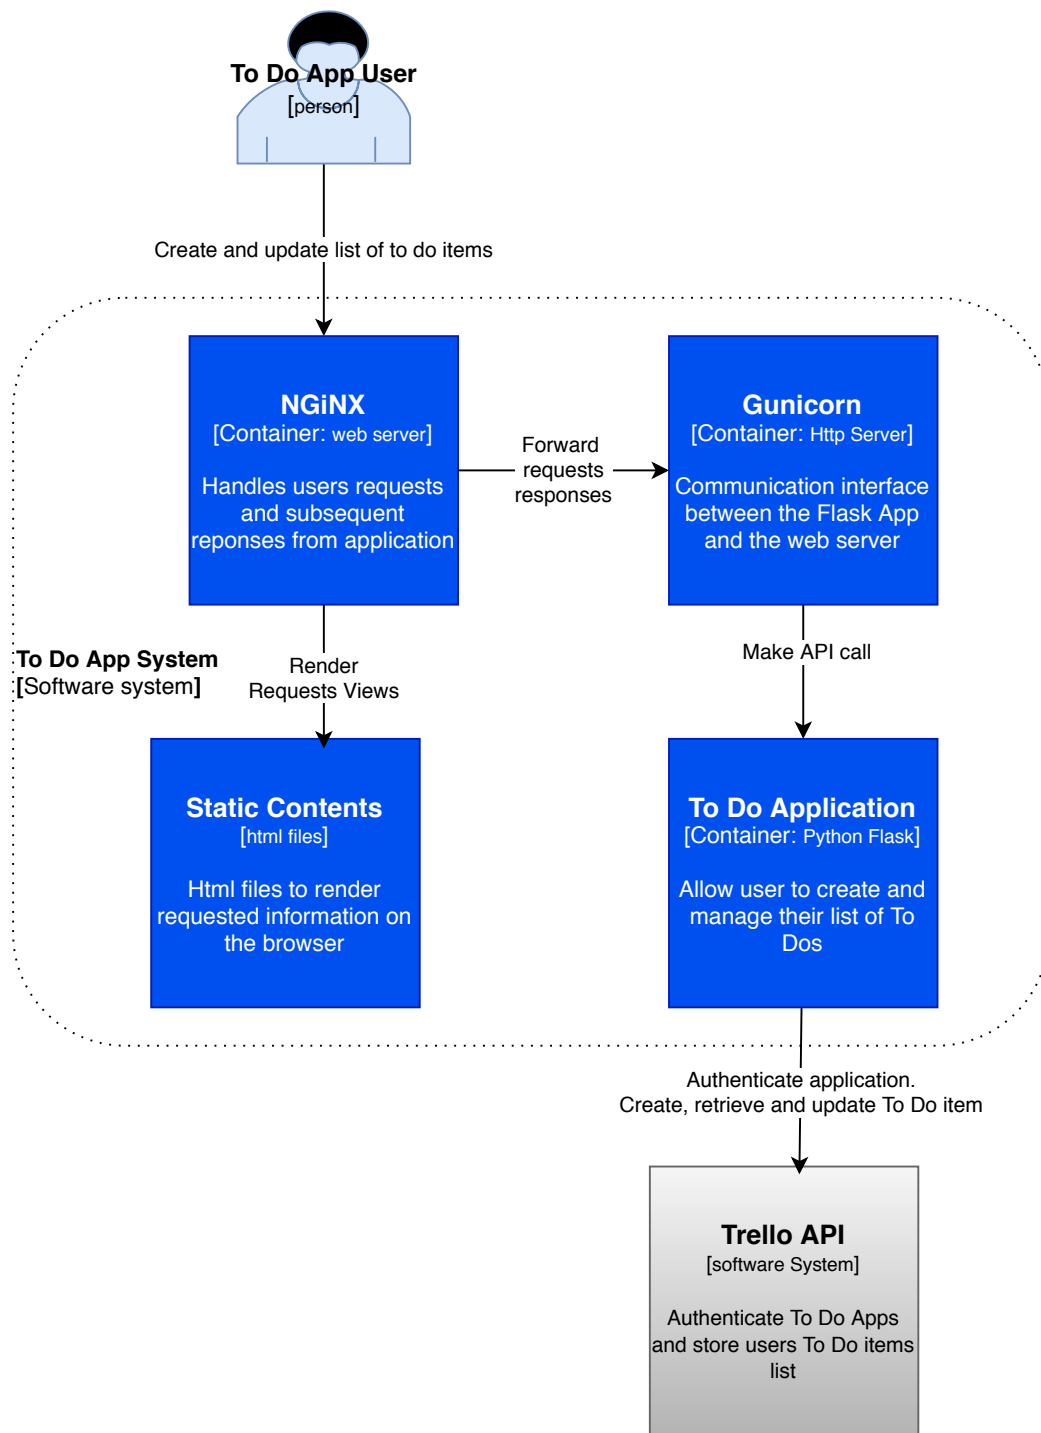 To Do App User
[person]
Create and update list of to do items
NGiNX
[Container: web server]
Handles users requests
and subsequent
reponses from application
Forward
requests
responses
Gunicorn
[Container: Http Server]
Communication interface
between the Flask App
and the web server
To Do App System
[Software system]
Render
Requests Views
Make API call
Static Contents
[html files]
Html files to render
requested information on
the browser
To Do Application
[Container: Python Flask]
Allow user to create and
manage their list of To
Dos
Authenticate application.
Create, retrieve and update To Do item
Trello API
[software System]
Authenticate To Do Apps
and store users To Do items
list